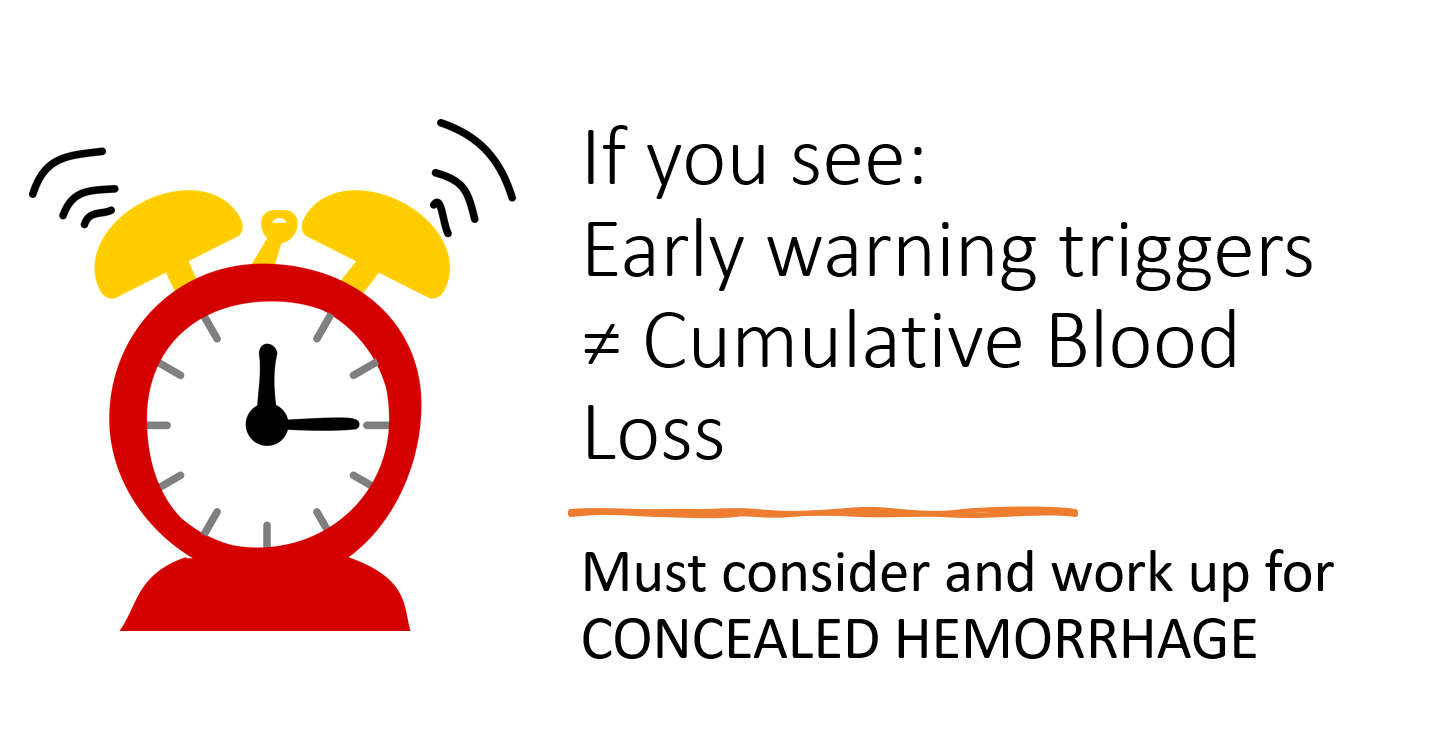 If you see:
Early warning triggers
≠ Cumulative Blood
Loss
Must consider and work up for
CONCEALED HEMORRHAGE